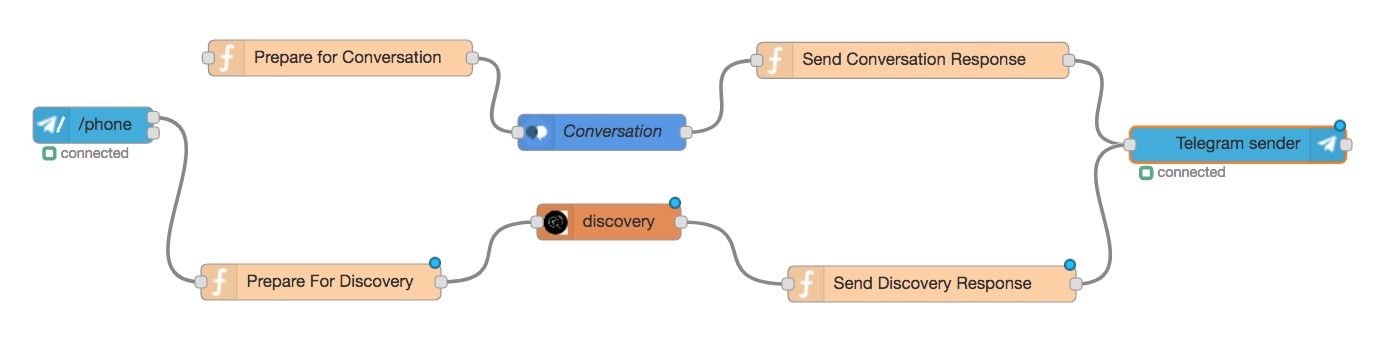 Prepare for Conversation
Send Conversation Response
/phone
connected
Conversation
Telegram sender
connected
discovery
Prepare For Discovery
Send Discovery Response